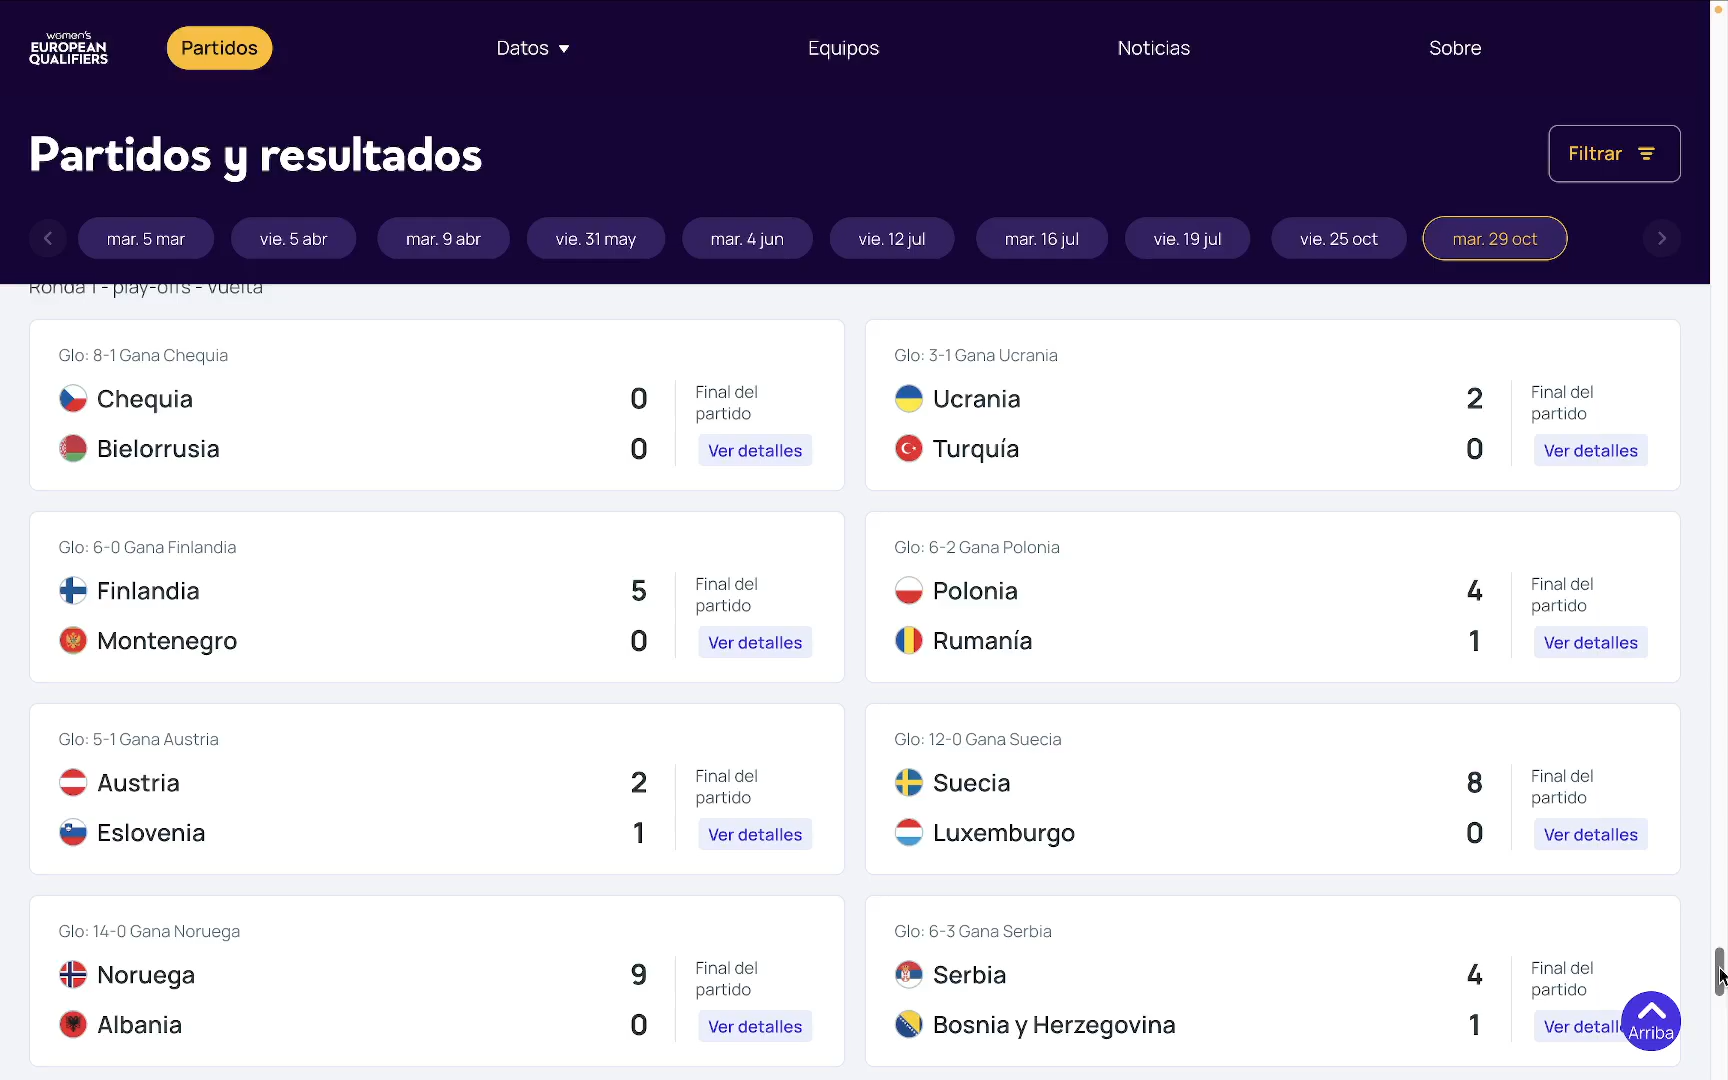 women's
EUROPEAN
QUALIFIERS
Partidos
Datos
Equipos
Noticias
Sobre
Partidos y resultados
Filtrar
mar. 5 mar
vie. 5 abr
mar. 9 abr
vie. 31 may
mar. 4 jun
vie. 12 jul
mar. 16 jul
vie. 19 jul
vie. 25 oct
mar. 29 oct
Ronda 1 - play-offs - Vuelta
Glo: 8-1 Gana Chequia
Chequia 0
Bielorrusia 0
Final del
partido
Ver detalles
Glo: 3-1 Gana Ucrania
Ucrania 2
Turquía 0
Final del
partido
Ver detalles
Glo: 6-0 Gana Finlandia
Finlandia 5
Montenegro 0
Final del
partido
Ver detalles
Glo: 6-2 Gana Polonia
Polonia 4
Rumanía 1
Final del
partido
Ver detalles
Glo: 5-1 Gana Austria
Austria 2
Eslovenia 1
Final del
partido
Ver detalles
Glo: 12-0 Gana Suecia
Suecia 8
Luxemburgo 0
Final del
partido
Ver detalles
Glo: 14-0 Gana Noruega
Noruega 9
Albania 0
Final del
partido
Ver detalles
Glo: 6-3 Gana Serbia
Serbia 4
Bosnia y Herzegovina 1
Final del
partido
Ver detall
Arriba